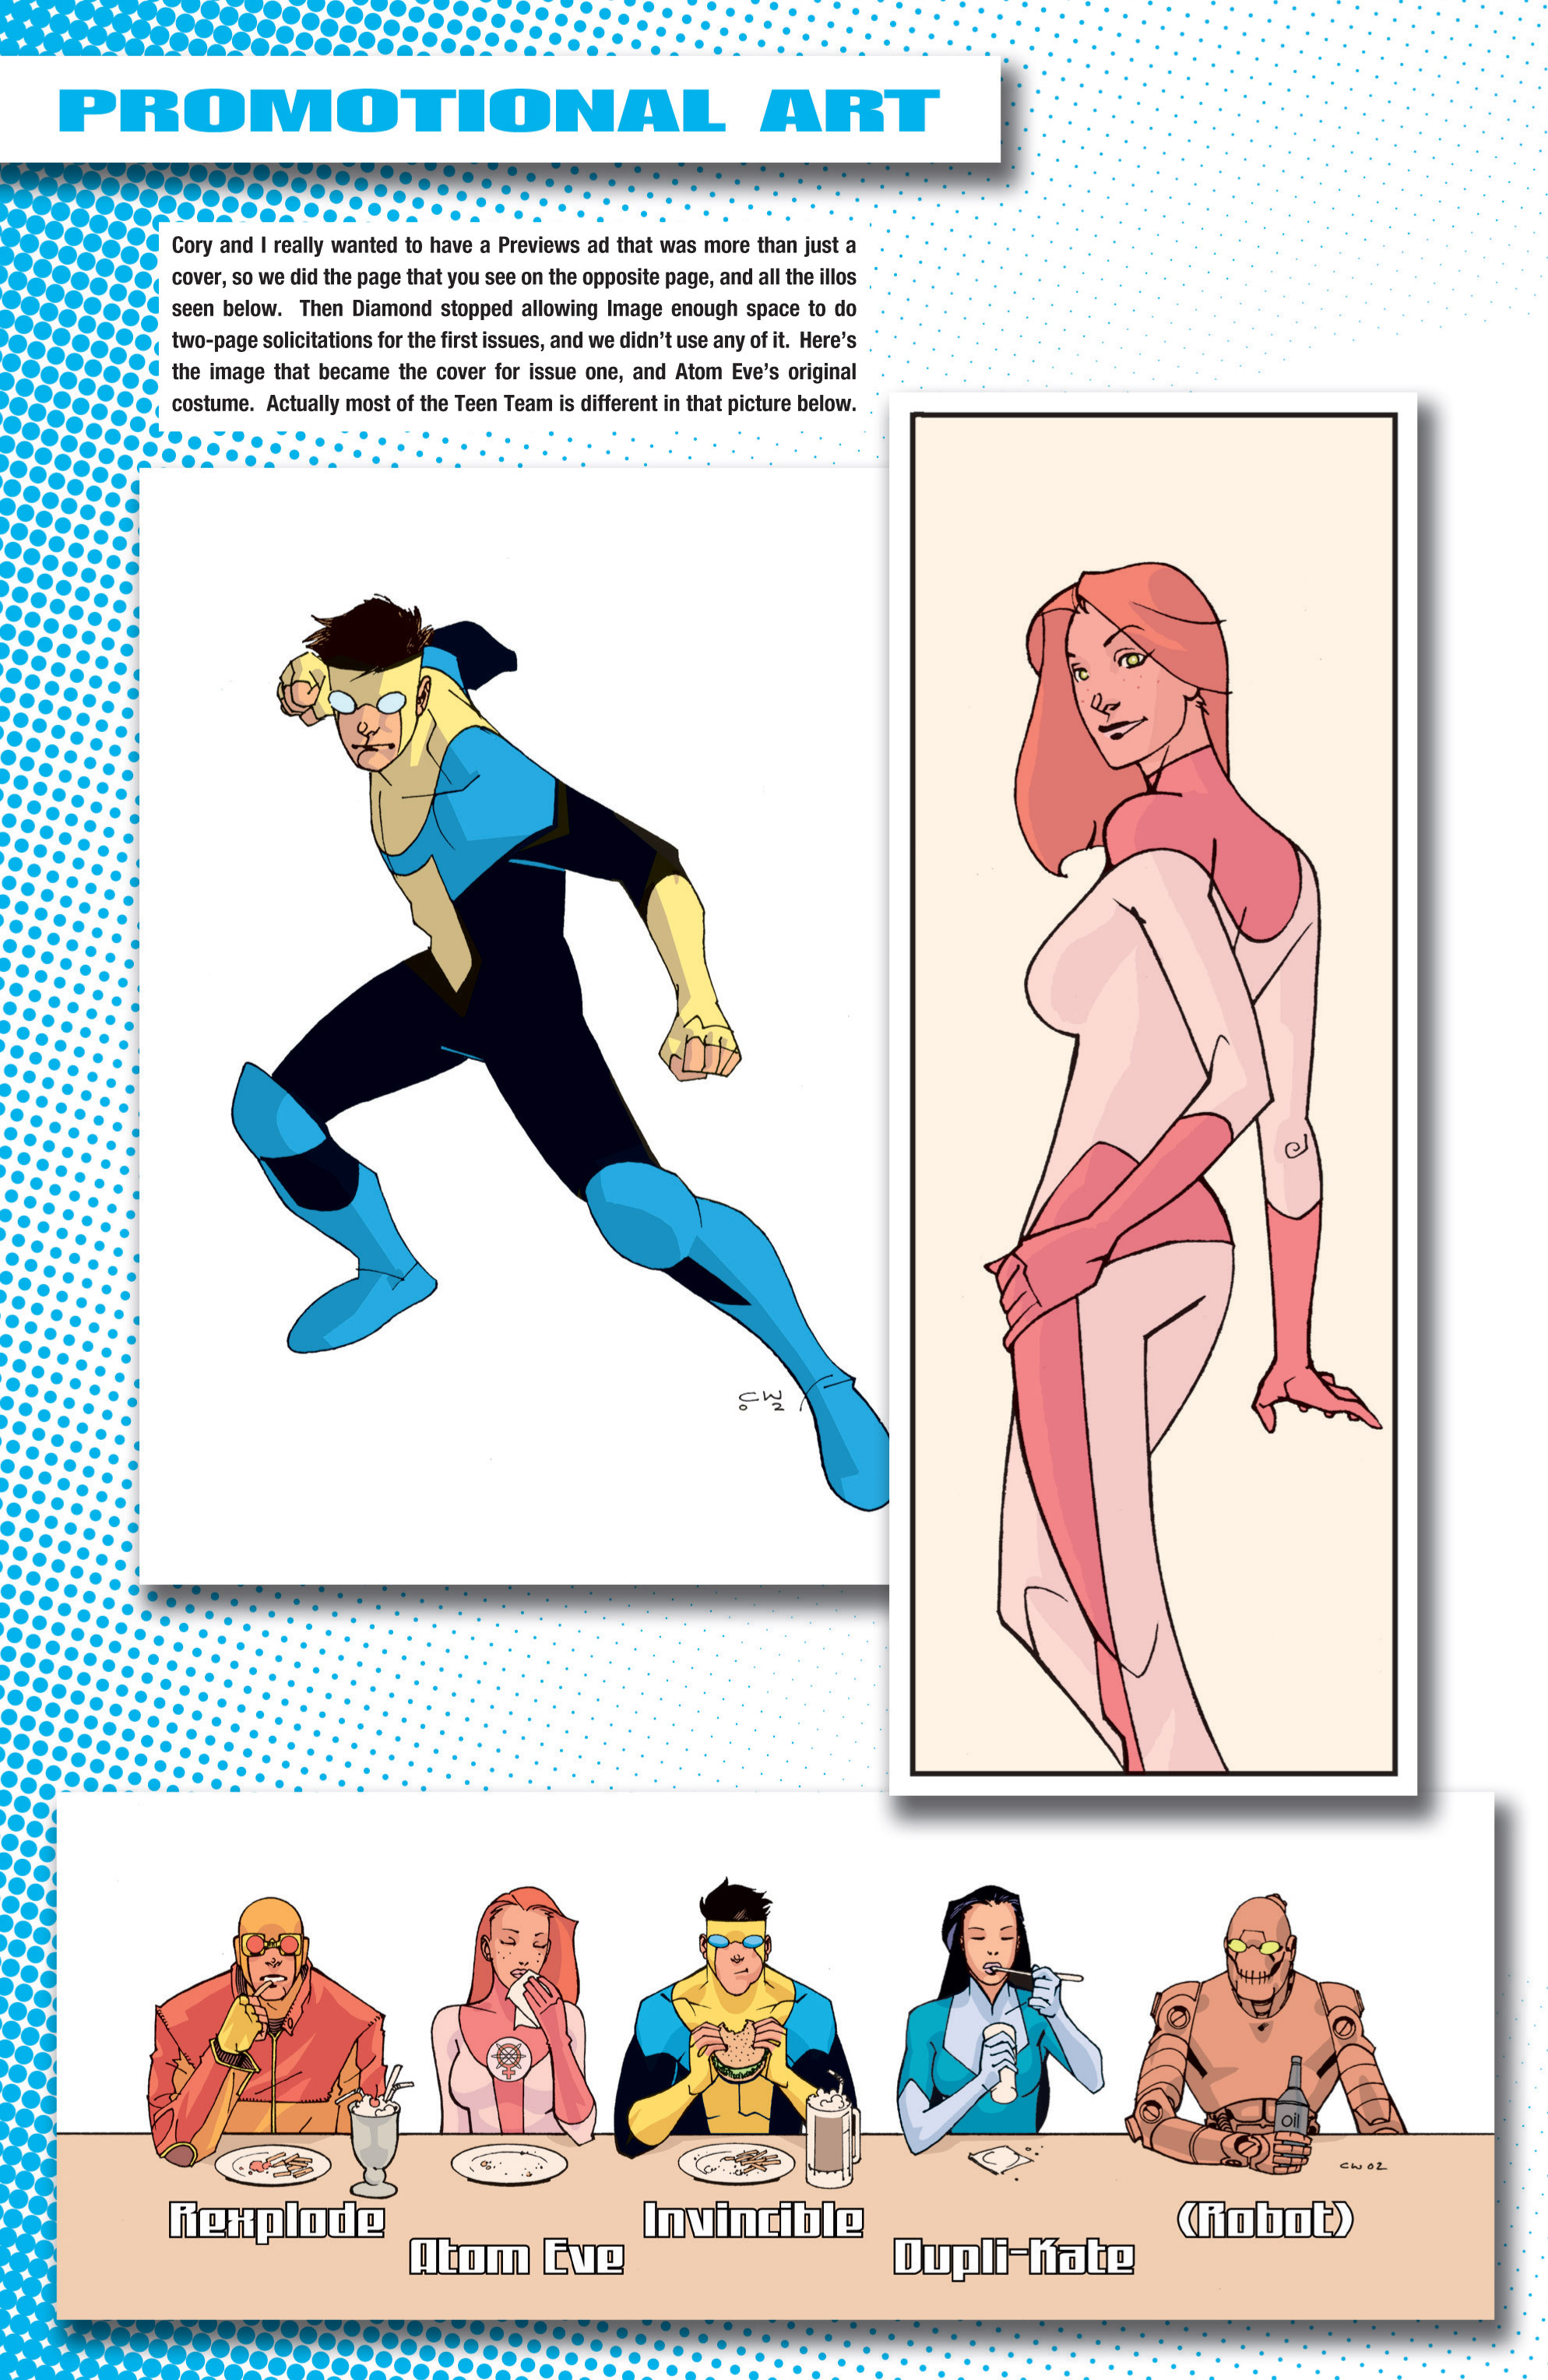 PROMOTIONAL ART
Cory and I really wanted to have a Previews ad that was more than just a
cover, so we did the page that you see on the opposite page, and all the illos
seen below.  Then Diamond stopped allowing Image enough space to do
two-page solicitations for the first issues, and we didn't use any of it.  Here's
the image that became the cover for issue one, and Atom Eve's original
costume.  Actually most of the Teen Team is different in that picture below.
CW
02
oil
CW 02
Rexplode
Atom Eve
Invincible
Dupli-Kate
(Robot)